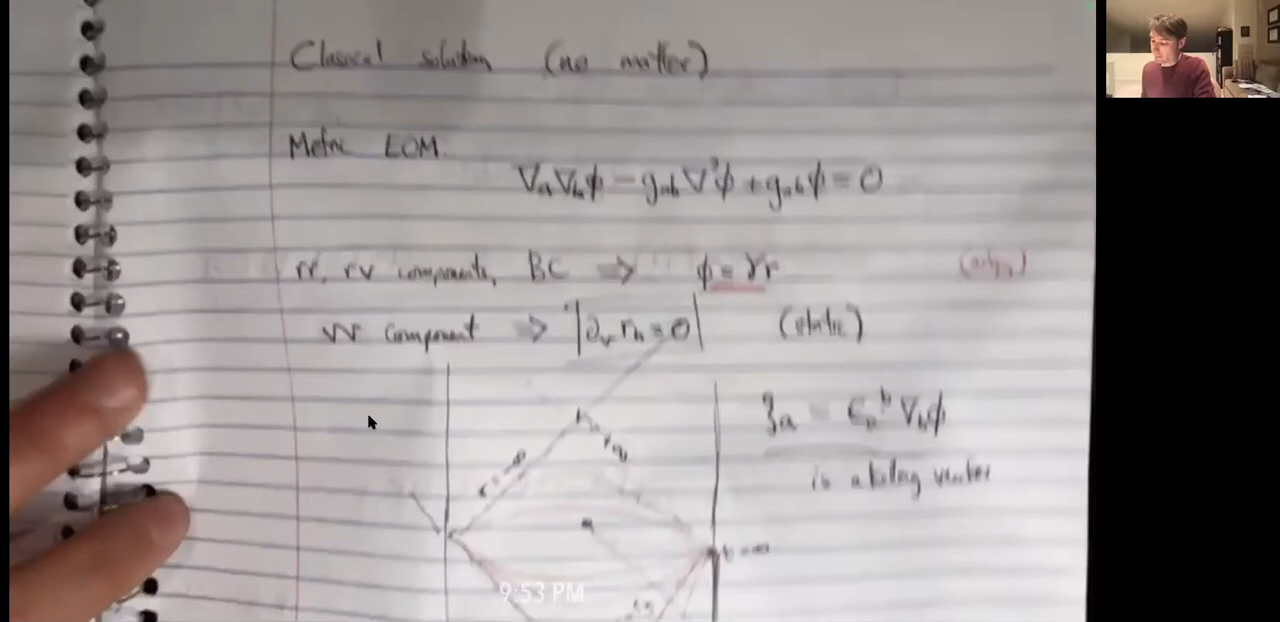 Classical solution (no matter)
Metric EOM.
∇a∇bϕ − gab∇²ϕ + gabϕ = 0
rr, rv components, BC ⇒ ϕ = γr
vv component ⇒ |∂v rh = 0| (static)
ξa = ϵa^b ∇bϕ
is a killing vector
r = −∞
t = ∞
9:53 PM